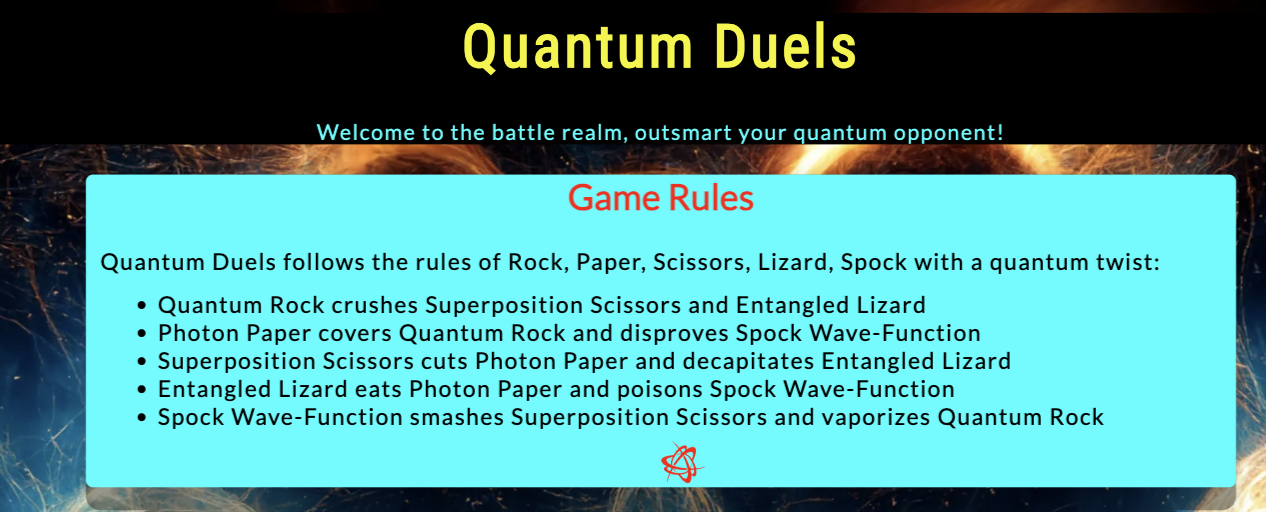 Quantum Duels
Welcome to the battle realm, outsmart your quantum opponent!
Game Rules
Quantum Duels follows the rules of Rock, Paper, Scissors, Lizard, Spock with a quantum twist:
• Quantum Rock crushes Superposition Scissors and Entangled Lizard
• Photon Paper covers Quantum Rock and disproves Spock Wave-Function
• Superposition Scissors cuts Photon Paper and decapitates Entangled Lizard
• Entangled Lizard eats Photon Paper and poisons Spock Wave-Function
• Spock Wave-Function smashes Superposition Scissors and vaporizes Quantum Rock